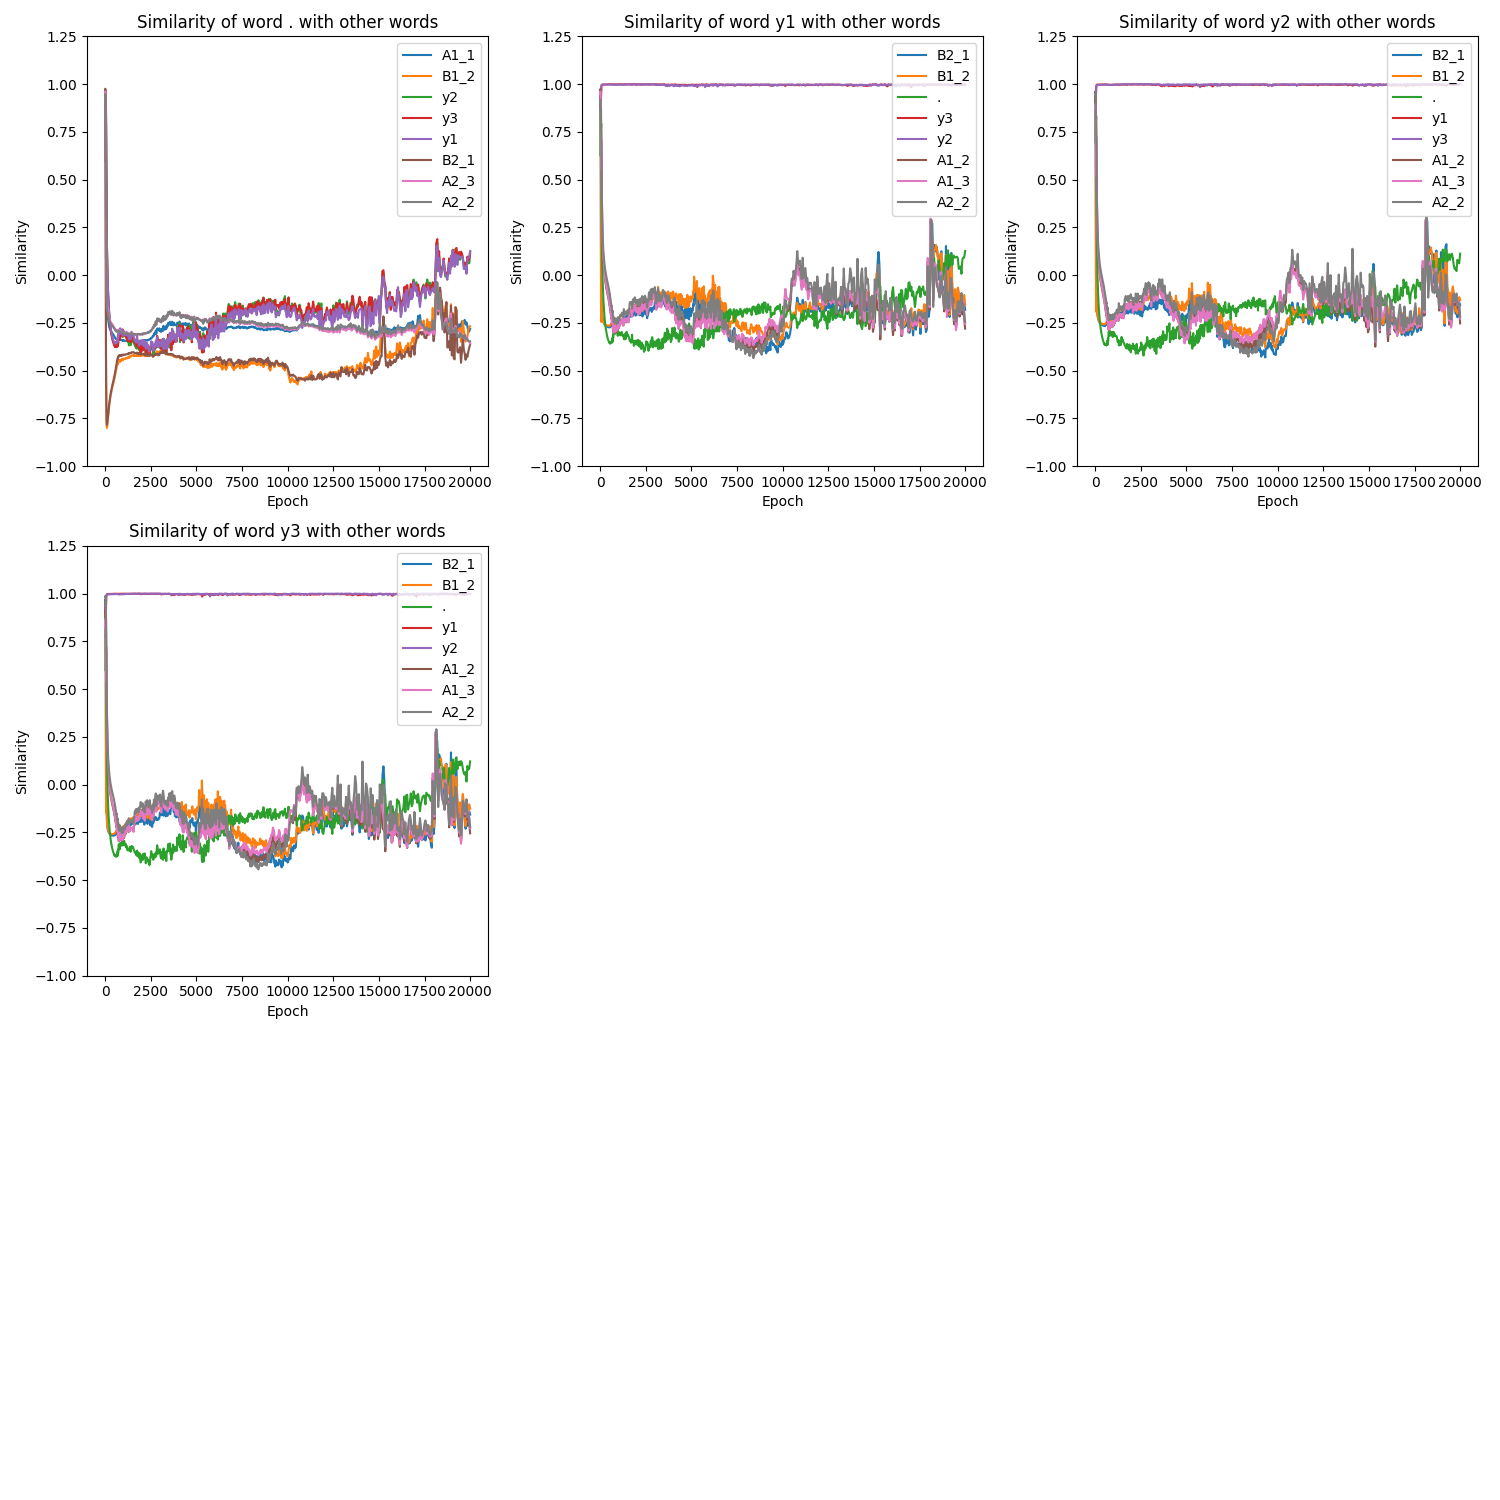 Similarity of word . with other words
1.25
1.00
0.75
0.50
0.25
0.00
−0.25
−0.50
−0.75
−1.00
Similarity
0 2500 5000 7500 10000 12500 15000 17500 20000
Epoch
A1_1
B1_2
y2
y3
y1
B2_1
A2_3
A2_2
Similarity of word y1 with other words
1.25
1.00
0.75
0.50
0.25
0.00
−0.25
−0.50
−0.75
−1.00
Similarity
0 2500 5000 7500 10000 12500 15000 17500 20000
Epoch
B2_1
B1_2
.
y3
y2
A1_2
A1_3
A2_2
Similarity of word y2 with other words
1.25
1.00
0.75
0.50
0.25
0.00
−0.25
−0.50
−0.75
−1.00
Similarity
0 2500 5000 7500 10000 12500 15000 17500 20000
Epoch
B2_1
B1_2
.
y1
y3
A1_2
A1_3
A2_2
Similarity of word y3 with other words
1.25
1.00
0.75
0.50
0.25
0.00
−0.25
−0.50
−0.75
−1.00
Similarity
0 2500 5000 7500 10000 12500 15000 17500 20000
Epoch
B2_1
B1_2
.
y1
y2
A1_2
A1_3
A2_2